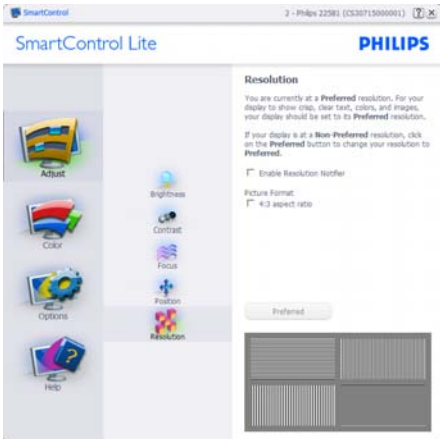 SmartControl
2 - Philips 225B1 (CS30715000001)
SmartControl Lite
PHILIPS
Adjust
Color
Options
Help
Brightness
Contrast
Focus
Position
Resolution
Resolution
You are currently at a Preferred resolution. For your
display to show crisp, clear text, colors, and images,
your display should be set to its Preferred resolution.
If your display is at a Non-Preferred resolution, click
on the Preferred button to change your resolution to
Preferred.
Enable Resolution Notifier
Picture Format
4:3 aspect ratio
Preferred